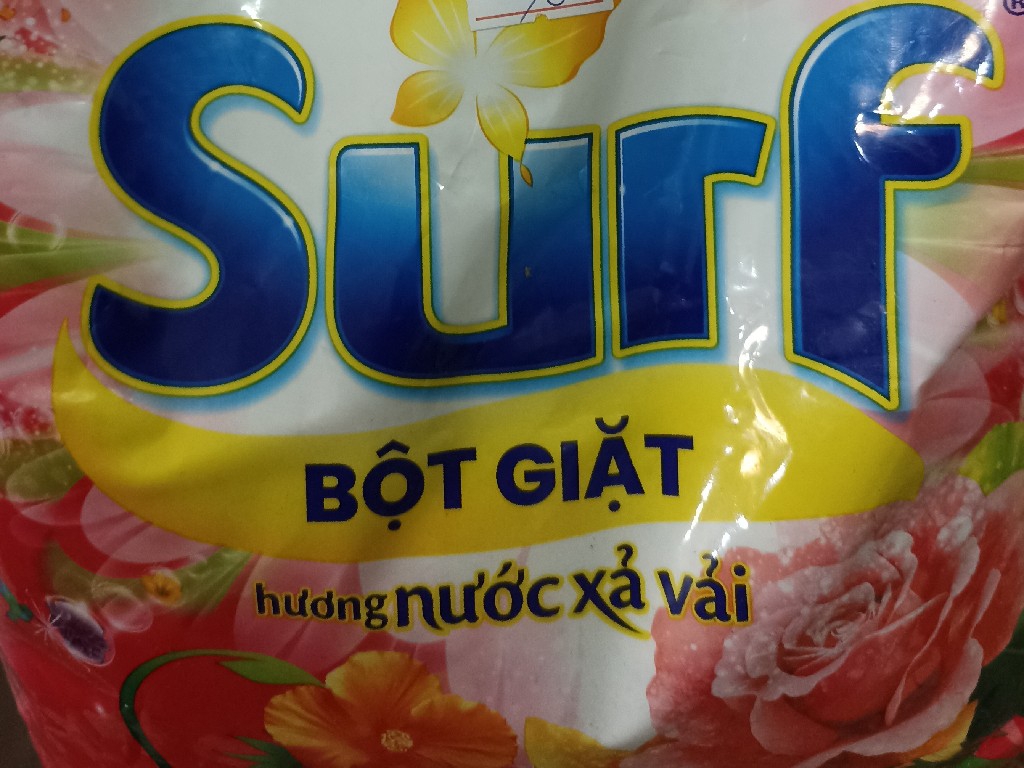 Surf
BỘT GIẶT
hương nước xả vải